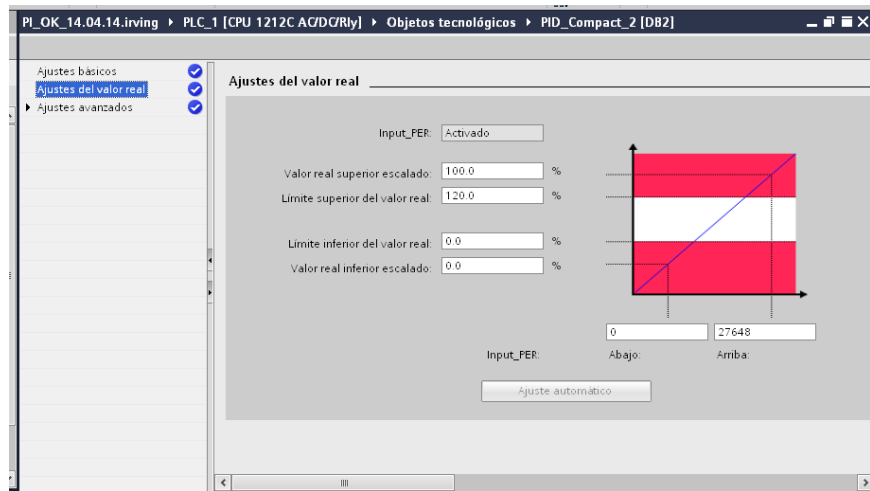 PI_OK_14.04.14.irving ▸ PLC_1 [CPU 1212C AC/DC/Rly] ▸ Objetos tecnológicos ▸ PID_Compact_2 [DB2]
Ajustes básicos
Ajustes del valor real
Ajustes avanzados
Ajustes del valor real
Input_PER: Activado
Valor real superior escalado: 100.0 %
Límite superior del valor real: 120.0 %
Límite inferior del valor real: 0.0 %
Valor real inferior escalado: 0.0 %
0 27648
Input_PER: Abajo: Arriba:
Ajuste automático